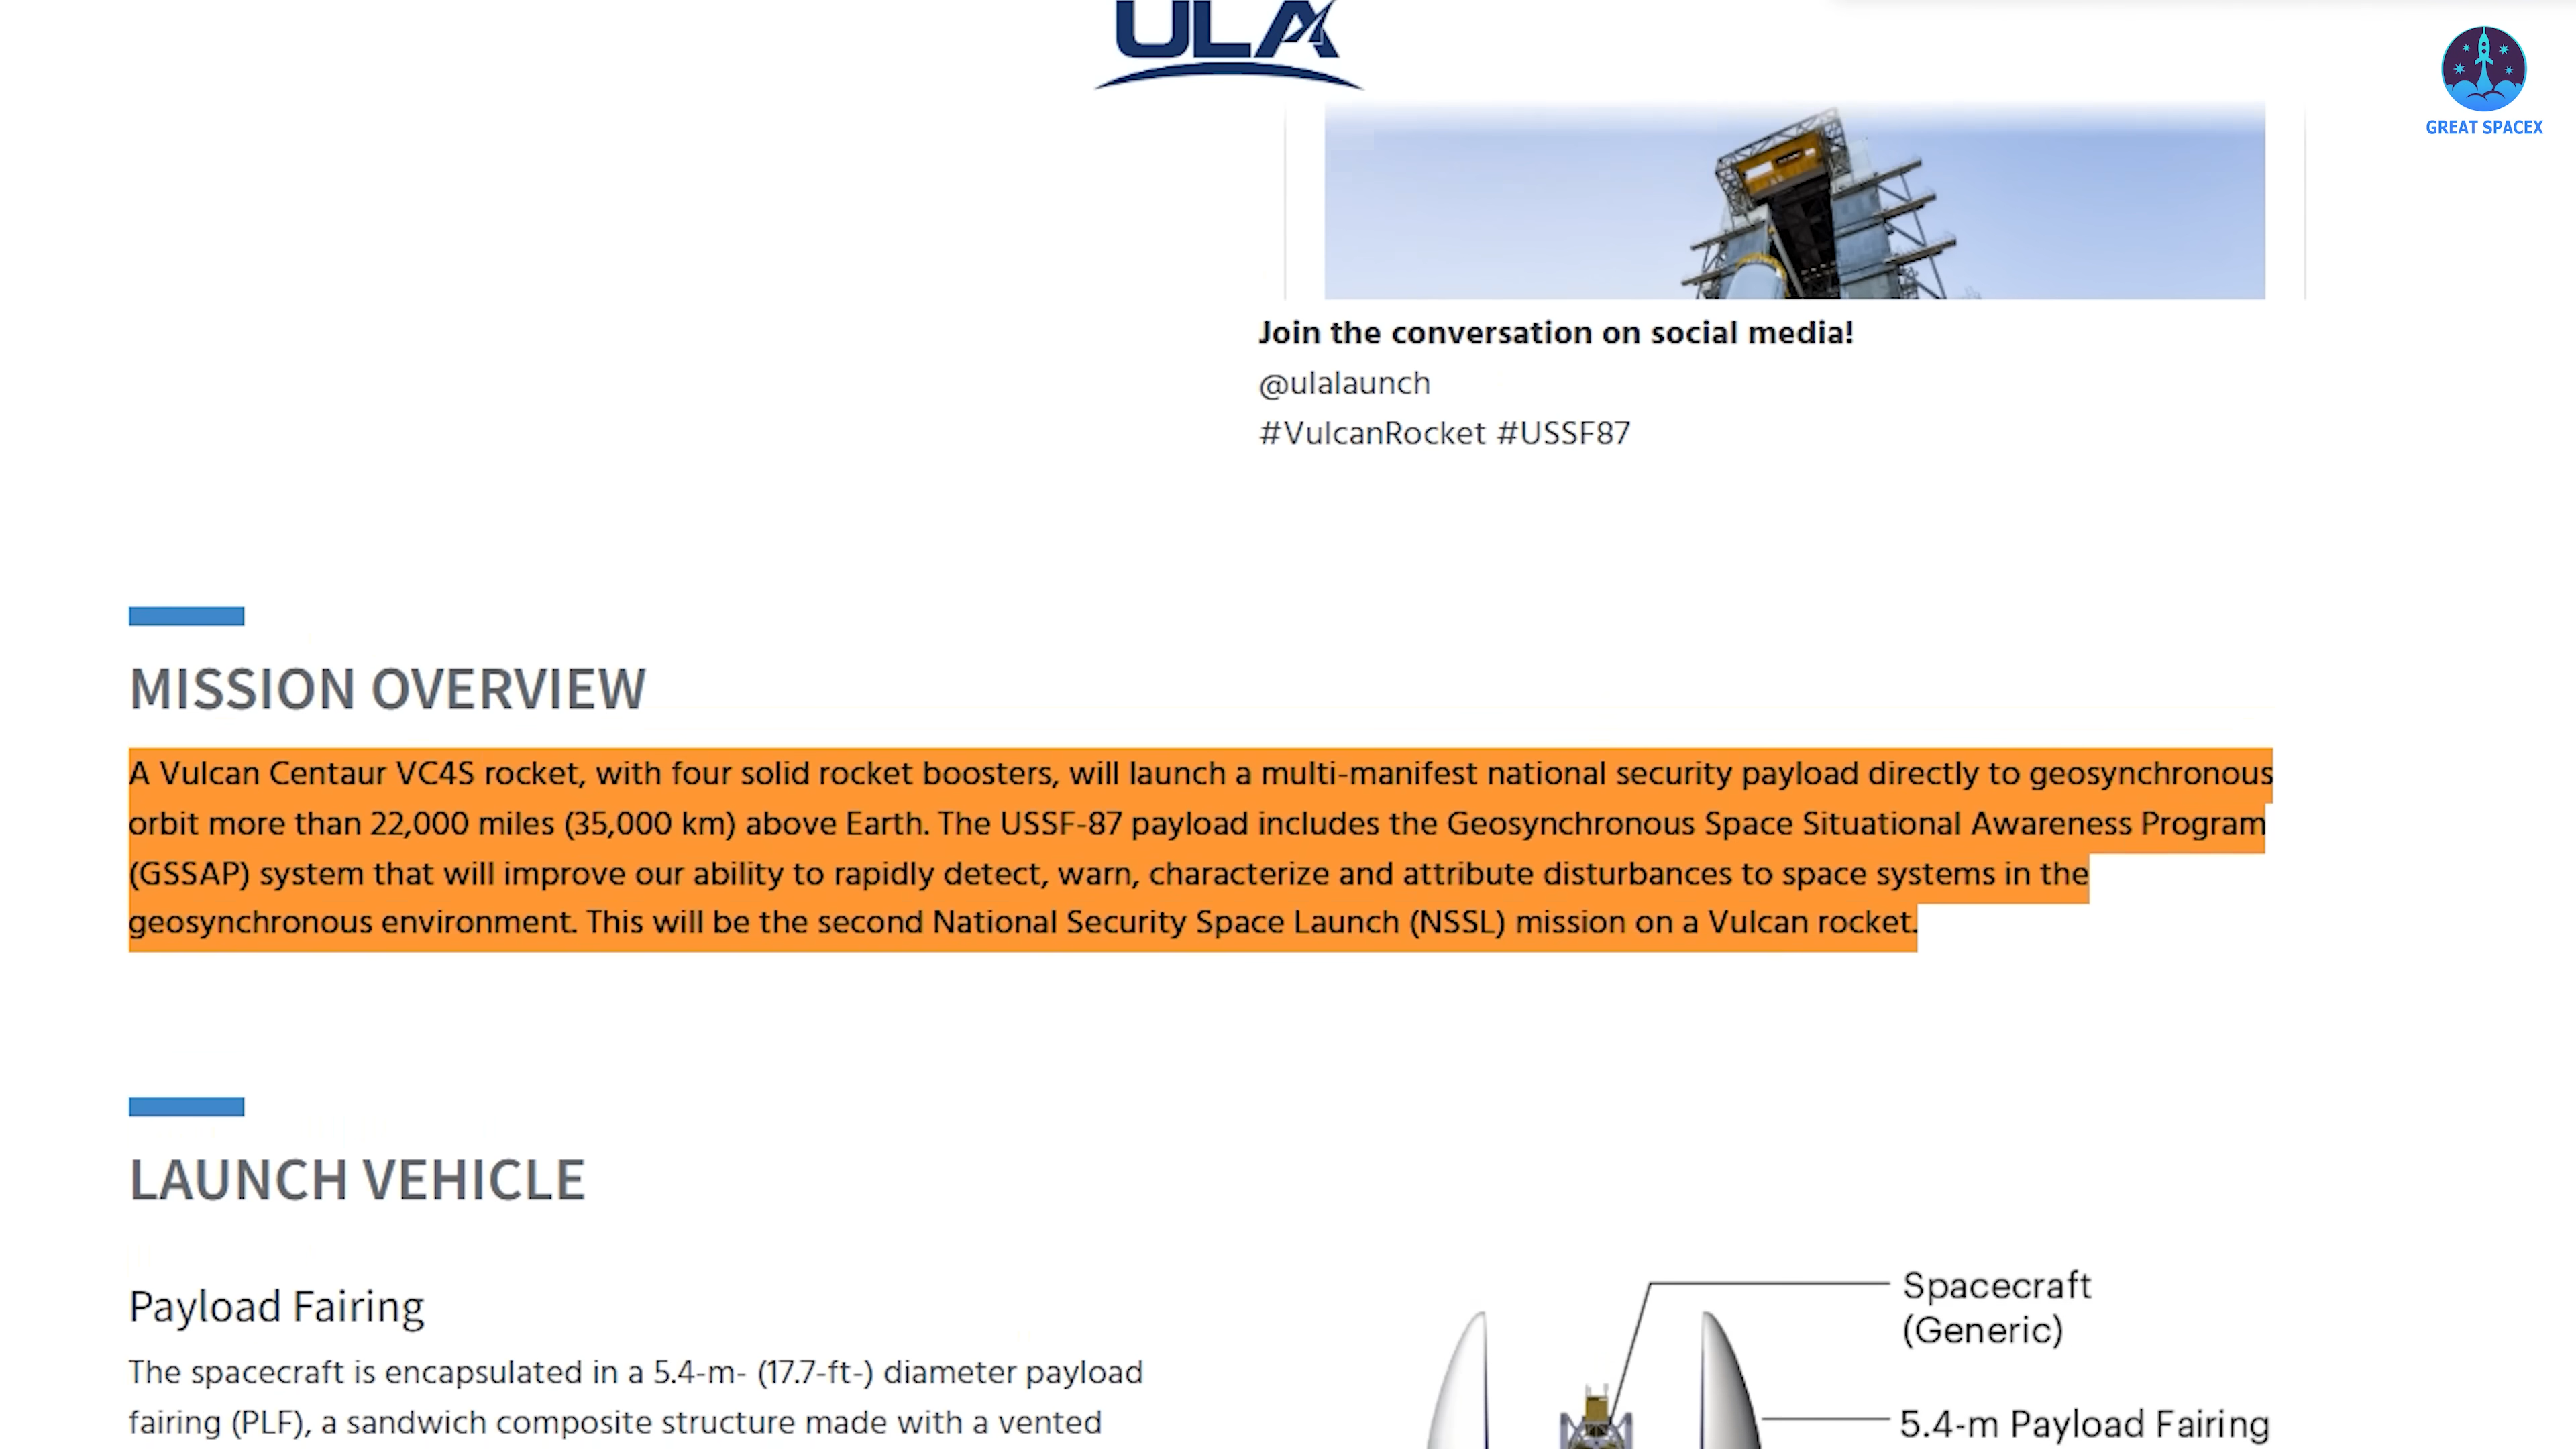 ULA
GREAT SPACEX
Join the conversation on social media!
@ulalaunch
#VulcanRocket #USSF87
MISSION OVERVIEW
A Vulcan Centaur VC4S rocket, with four solid rocket boosters, will launch a multi-manifest national security payload directly to geosynchronous
orbit more than 22,000 miles (35,000 km) above Earth. The USSF-87 payload includes the Geosynchronous Space Situational Awareness Program
(GSSAP) system that will improve our ability to rapidly detect, warn, characterize and attribute disturbances to space systems in the
geosynchronous environment. This will be the second National Security Space Launch (NSSL) mission on a Vulcan rocket.
LAUNCH VEHICLE
Payload Fairing
The spacecraft is encapsulated in a 5.4-m- (17.7-ft-) diameter payload
fairing (PLF), a sandwich composite structure made with a vented
Spacecraft
(Generic)
5.4-m Payload Fairing